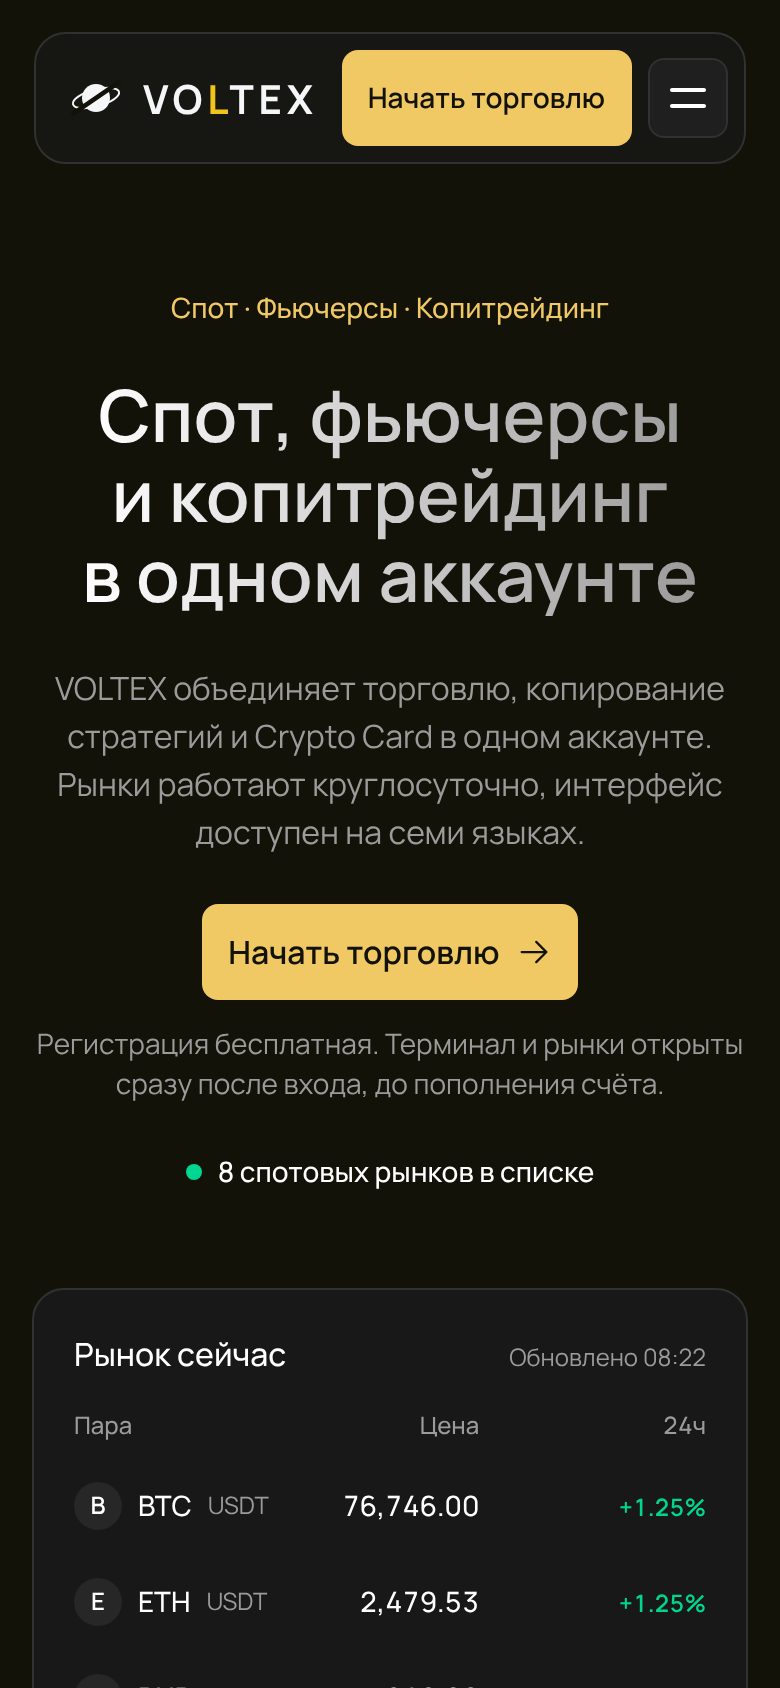 VOLTEX
Начать торговлю
Спот · Фьючерсы · Копитрейдинг
Спот, фьючерсы
и копитрейдинг
в одном аккаунте
VOLTEX объединяет торговлю, копирование
стратегий и Crypto Card в одном аккаунте.
Рынки работают круглосуточно, интерфейс
доступен на семи языках.
Начать торговлю →
Регистрация бесплатная. Терминал и рынки открыты
сразу после входа, до пополнения счёта.
8 спотовых рынков в списке
Рынок сейчас Обновлено 08:22
Пара Цена 24ч
B BTC USDT 76,746.00 +1.25%
E ETH USDT 2,479.53 +1.25%